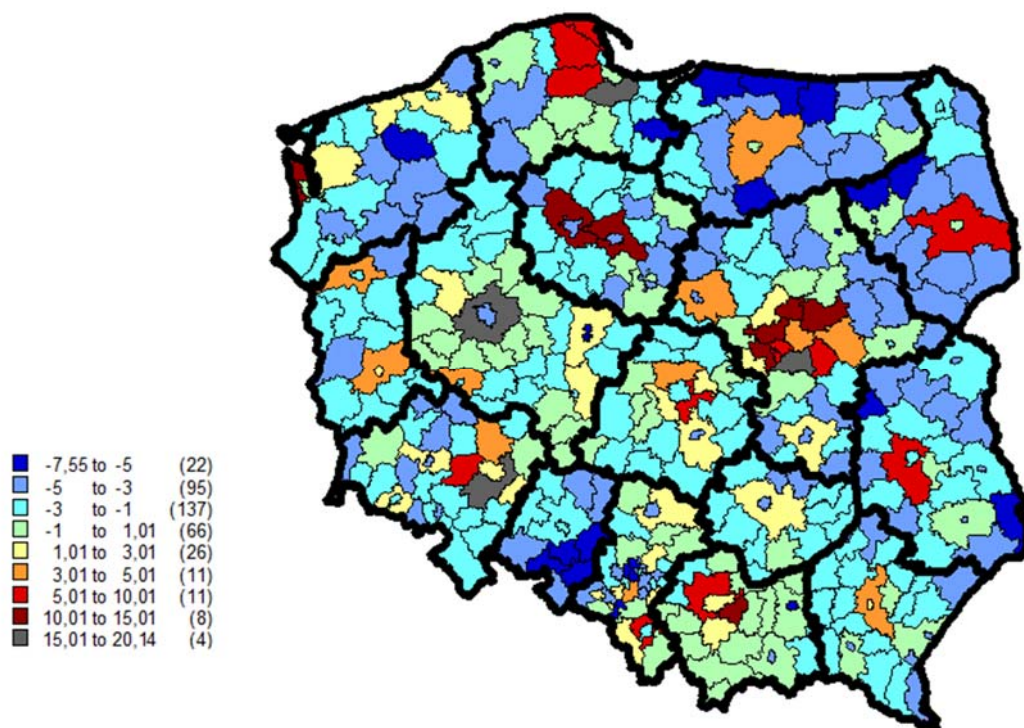 -7,55 to -5 (22)
-5 to -3 (95)
-3 to -1 (137)
-1 to 1,01 (66)
1,01 to 3,01 (26)
3,01 to 5,01 (11)
5,01 to 10,01 (11)
10,01 to 15,01 (8)
15,01 to 20,14 (4)